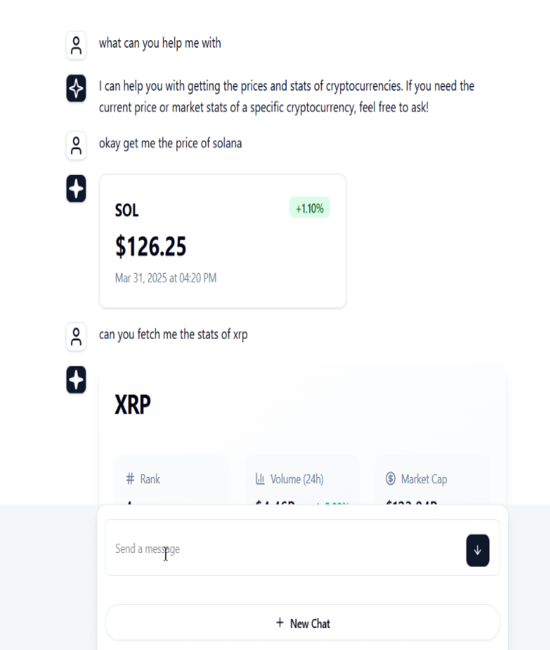 what can you help me with
I can help you with getting the prices and stats of cryptocurrencies. If you need the
current price or market stats of a specific cryptocurrency, feel free to ask!
okay get me the price of solana
SOL
+1.10%
$126.25
Mar 31, 2025 at 04:20 PM
can you fetch me the stats of xrp
XRP
# Rank
Volume (24h)
Market Cap
Send a message
+ New Chat